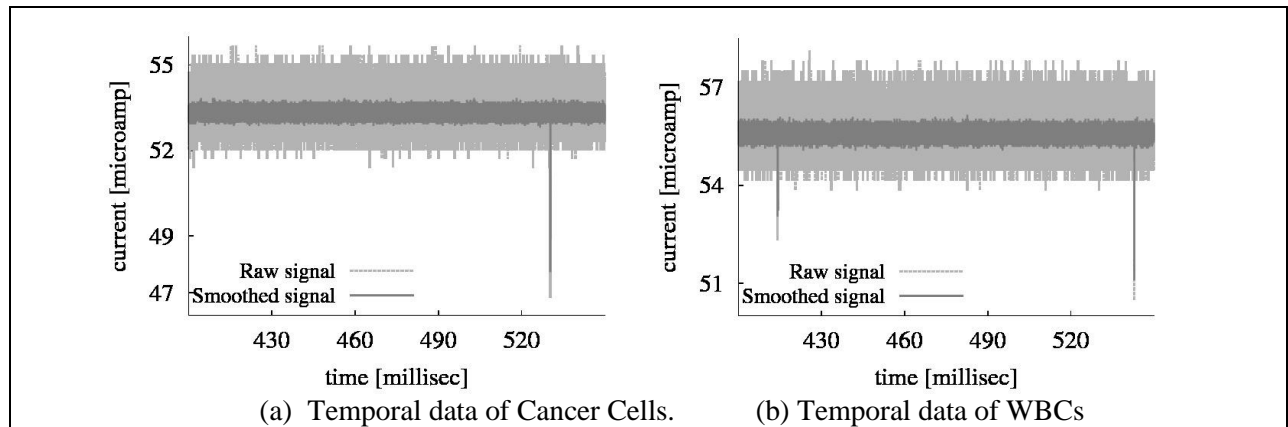 55
52
49
47
current [microamp]
Raw signal
Smoothed signal
430 460 490 520
time [millisec]
57
54
51
current [microamp]
Raw signal
Smoothed signal
430 460 490 520
time [millisec]
(a) Temporal data of Cancer Cells.
(b) Temporal data of WBCs